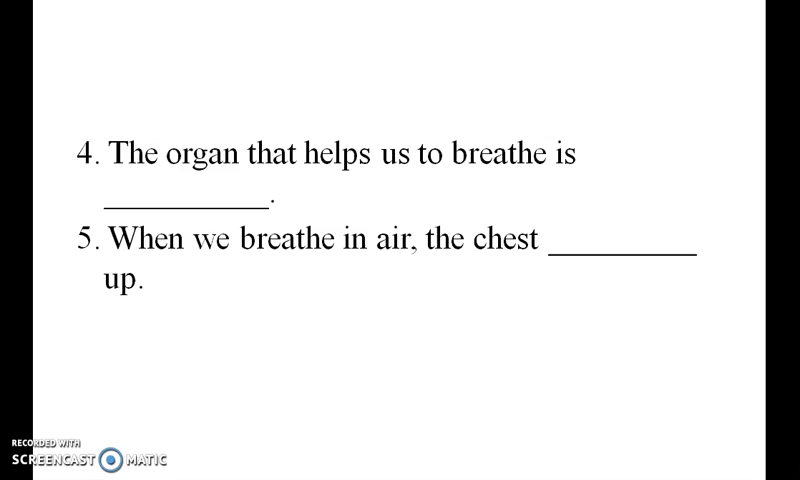 4. The organ that helps us to breathe is
__________.
5. When we breathe in air, the chest _________
up.
RECORDED WITH
SCREENCAST MATIC